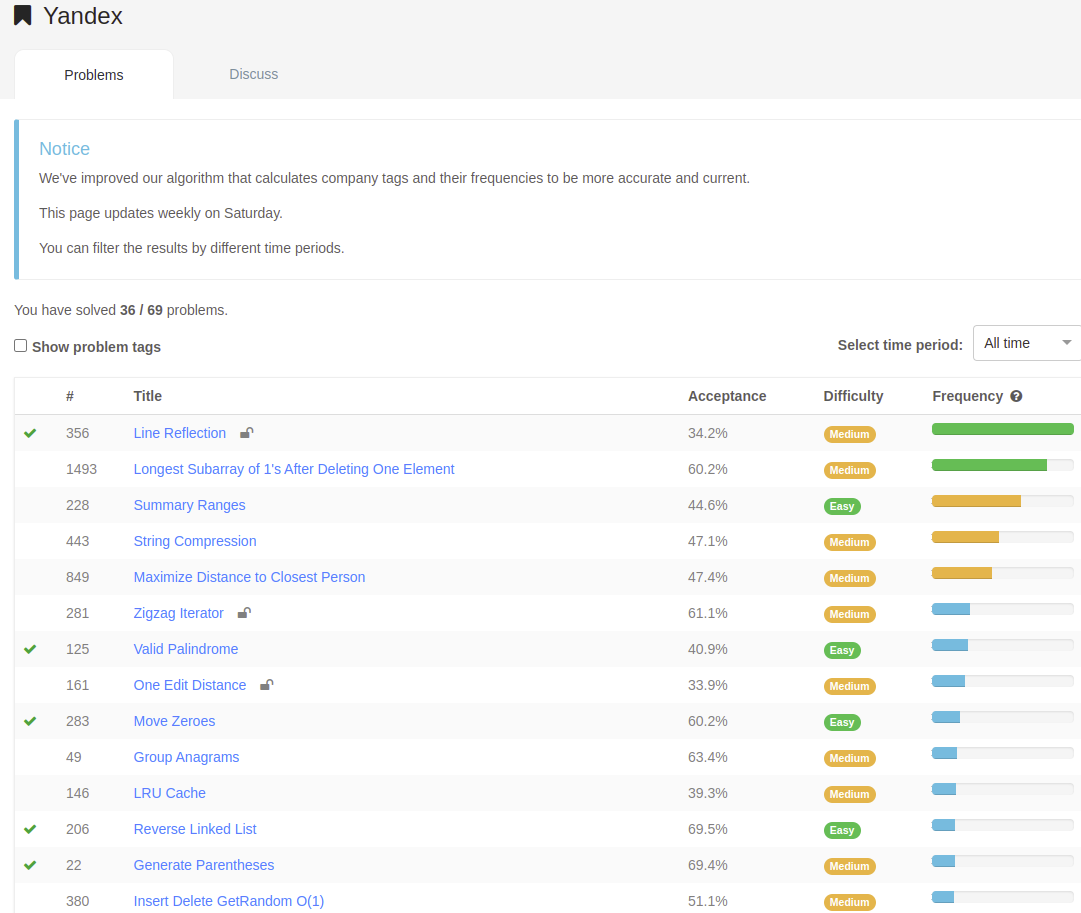 Yandex
Problems Discuss
Notice
We've improved our algorithm that calculates company tags and their frequencies to be more accurate and current.
This page updates weekly on Saturday.
You can filter the results by different time periods.
You have solved 36 / 69 problems.
Show problem tags Select time period: All time
# Title Acceptance Difficulty Frequency ?
356 Line Reflection 34.2% Medium
1493 Longest Subarray of 1's After Deleting One Element 60.2% Medium
228 Summary Ranges 44.6% Easy
443 String Compression 47.1% Medium
849 Maximize Distance to Closest Person 47.4% Medium
281 Zigzag Iterator 61.1% Medium
125 Valid Palindrome 40.9% Easy
161 One Edit Distance 33.9% Medium
283 Move Zeroes 60.2% Easy
49 Group Anagrams 63.4% Medium
146 LRU Cache 39.3% Medium
206 Reverse Linked List 69.5% Easy
22 Generate Parentheses 69.4% Medium
380 Insert Delete GetRandom O(1) 51.1% Medium